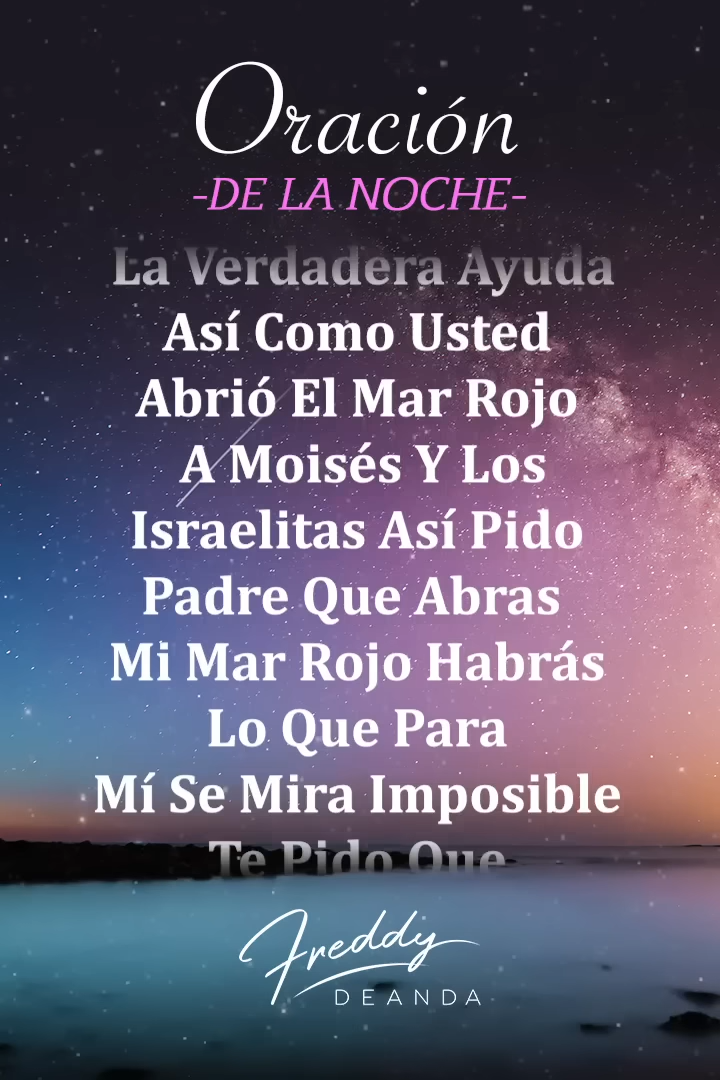 Oración
-DE LA NOCHE-
La Verdadera Ayuda
Así Como Usted
Abrió El Mar Rojo
A Moisés Y Los
Israelitas Así Pido
Padre Que Abras
Mi Mar Rojo Habrás
Lo Que Para
Mí Se Mira Imposible
Te Pido Que
Freddy
DEANDA